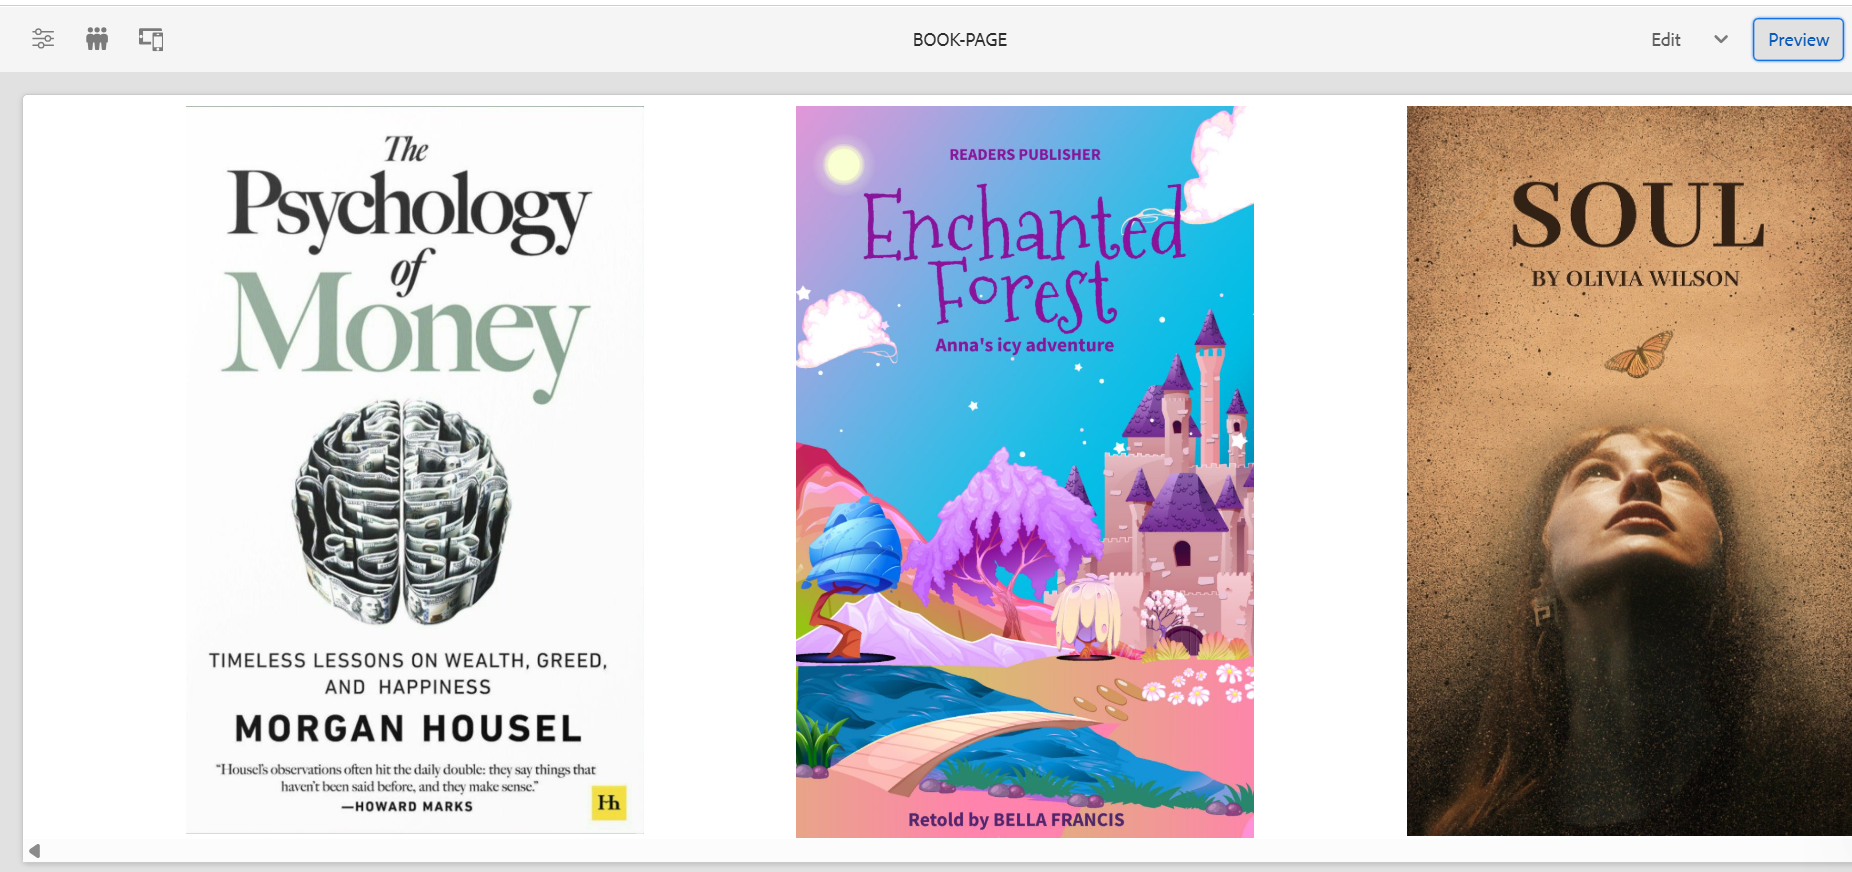 BOOK-PAGE
Edit
Preview
The
Psychology
of
Money
TIMELESS LESSONS ON WEALTH, GREED,
AND HAPPINESS
MORGAN HOUSEL
“Housel’s observations often hit the daily double: they say things that
haven’t been said before, and they make sense.”
—HOWARD MARKS
Hh
READERS PUBLISHER
Enchanted
Forest
Anna's icy adventure
Retold by BELLA FRANCIS
SOUL
BY OLIVIA WILSON